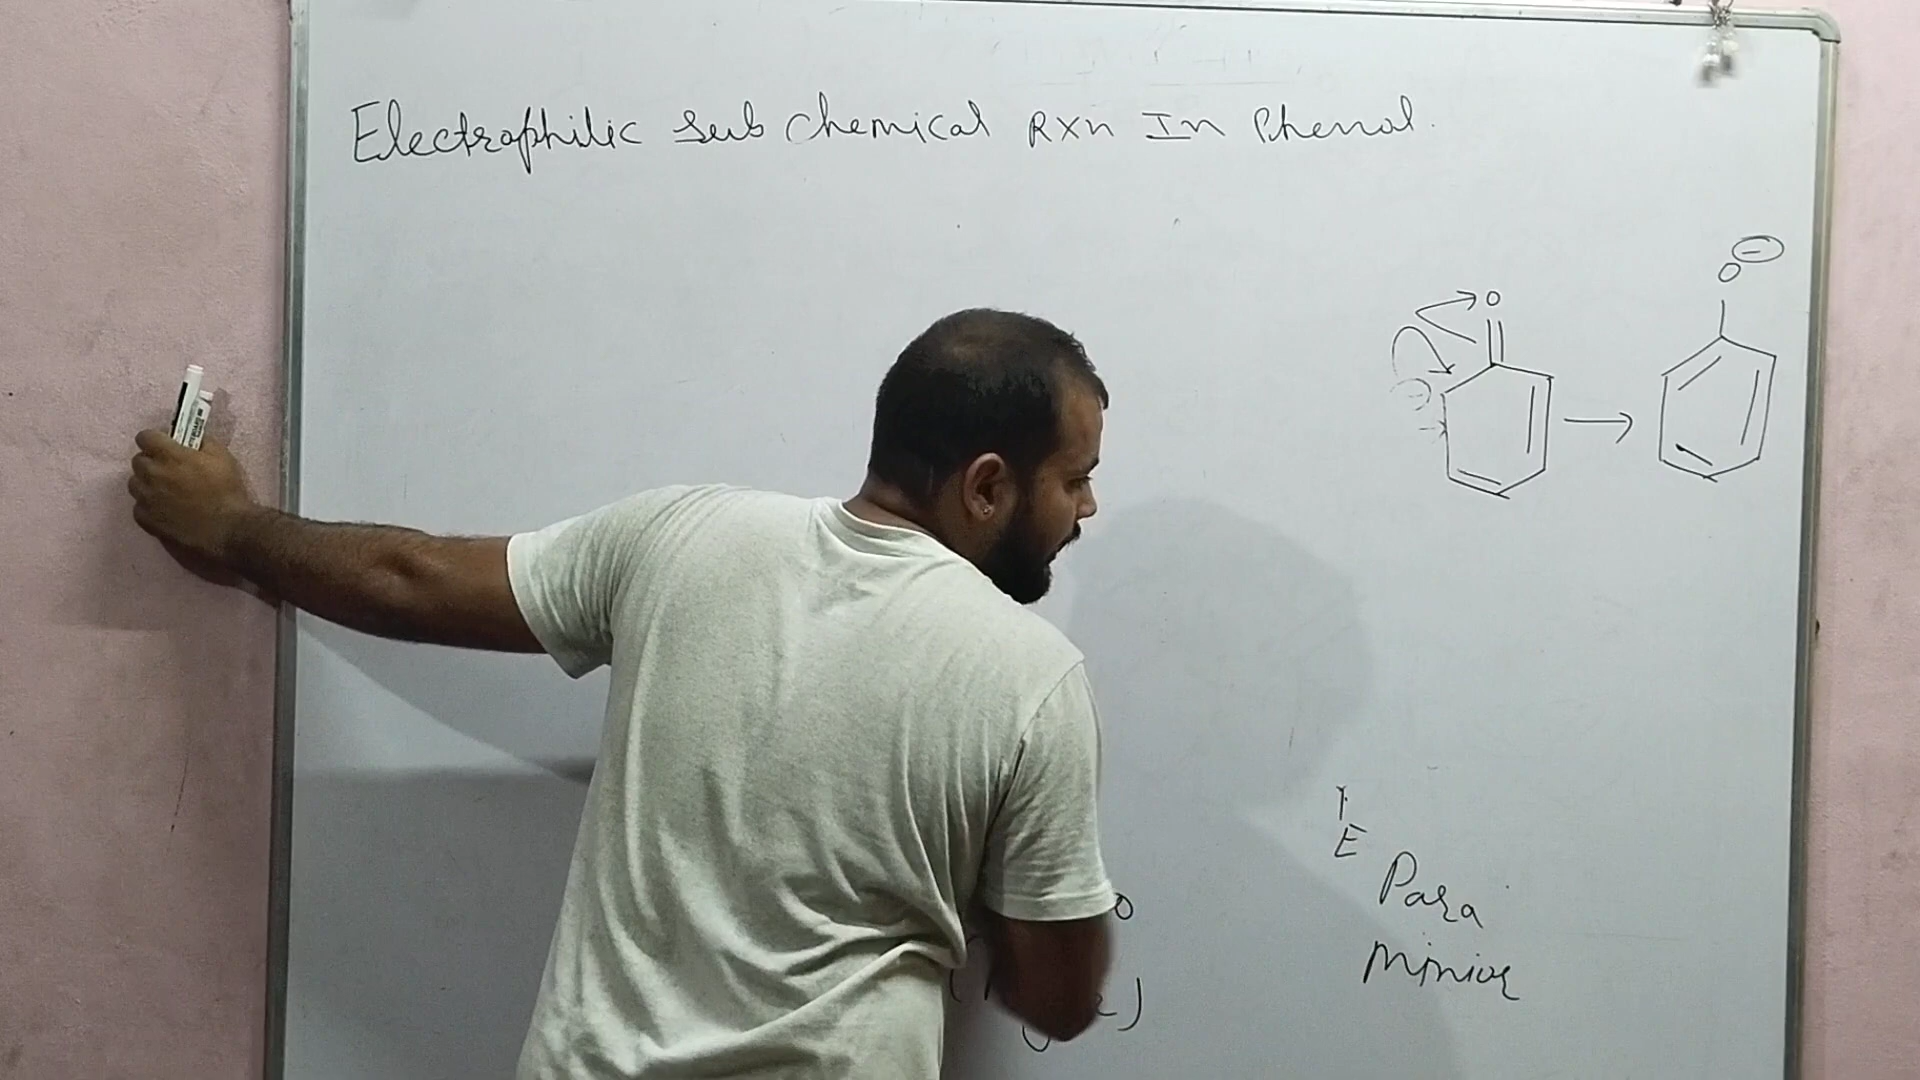 Electrophilic Sub Chemical Rxn In Phenol.
O
⊖
O
⊖
E
Para
Minior